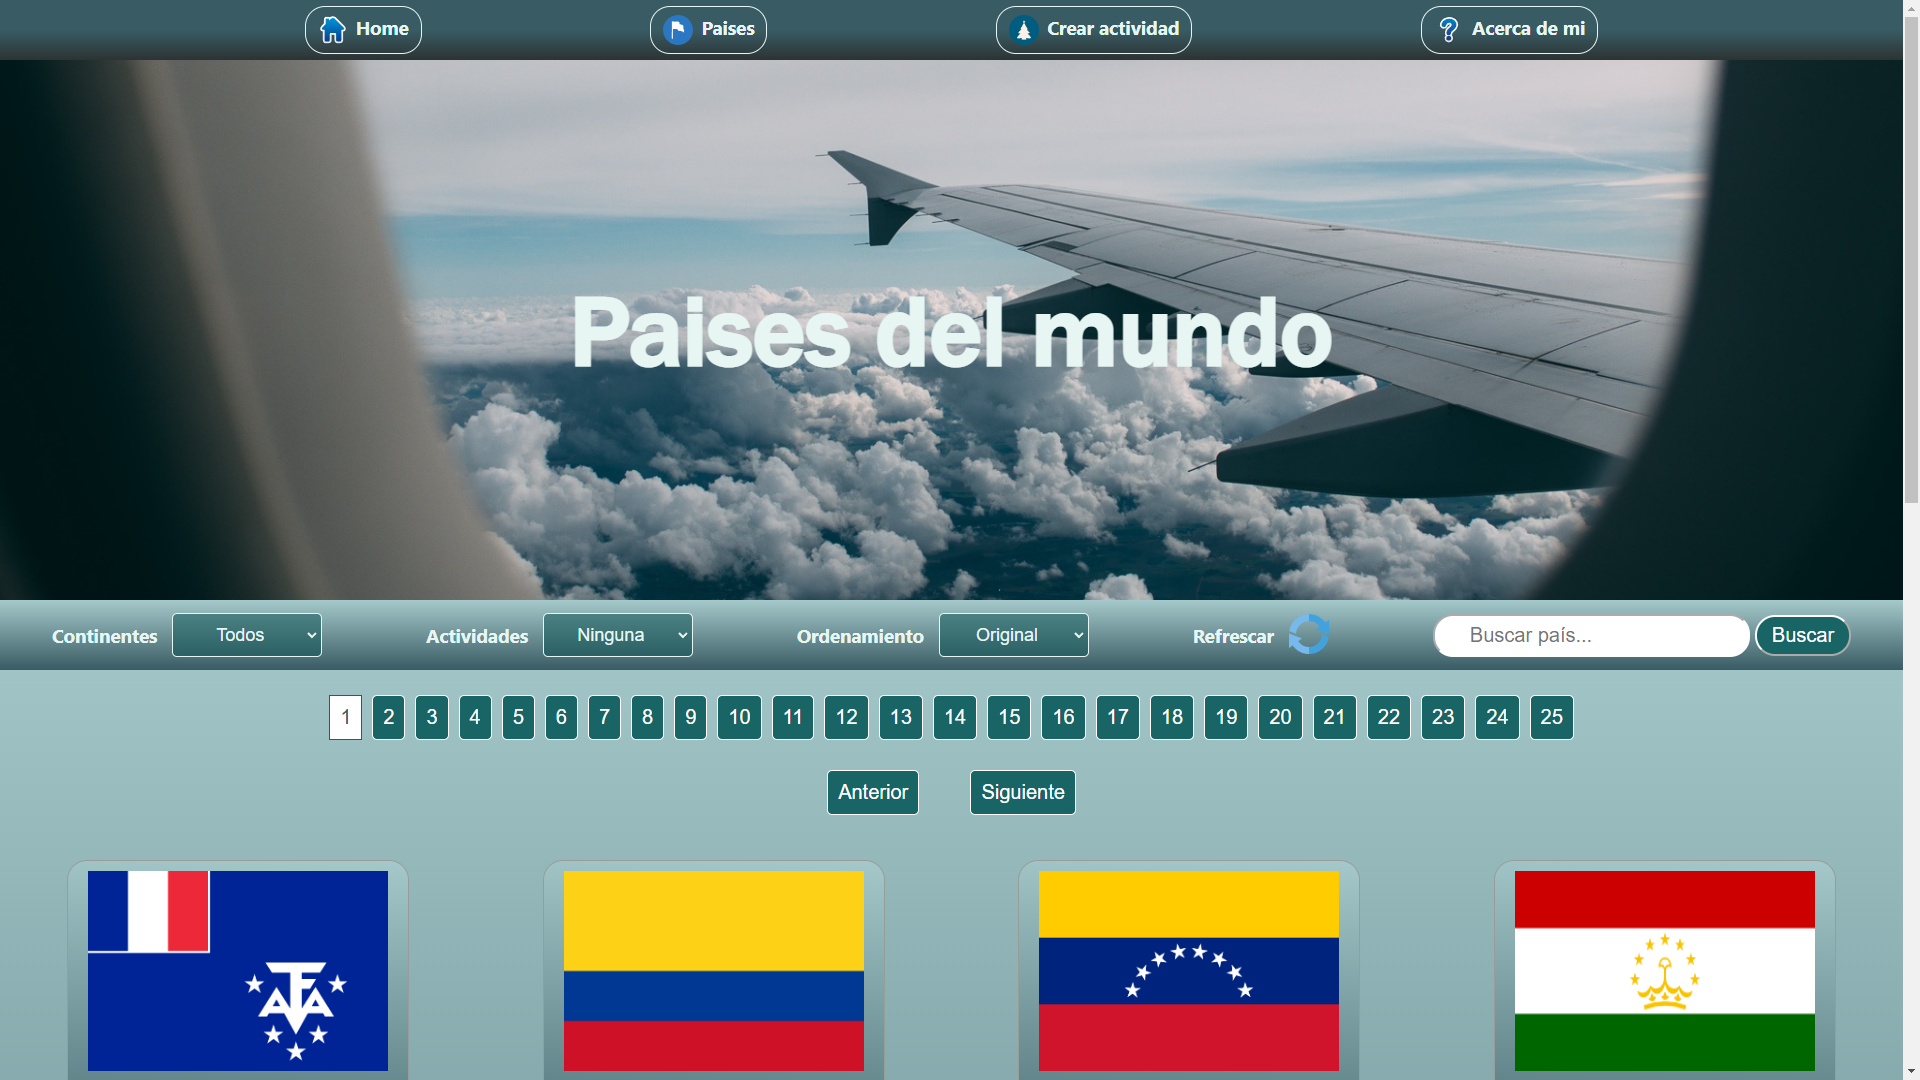 Home Paises Crear actividad Acerca de mi
Paises del mundo
Continentes Todos Actividades Ninguna Ordenamiento Original Refrescar Buscar país... Buscar
1 2 3 4 5 6 7 8 9 10 11 12 13 14 15 16 17 18 19 20 21 22 23 24 25
Anterior Siguiente